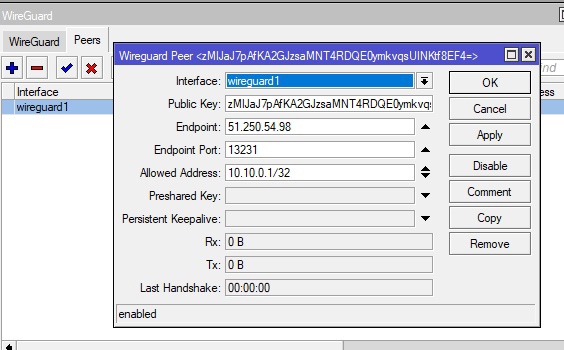 WireGuard
WireGuard Peers
Wireguard Peer <zMIJaJ7pAfKA2GJzsaMNT4RDQE0ymkvqsUINKtf8EF4=>
Interface Interface: wireguard1 OK
wireguard1 Public Key: zMIJaJ7pAfKA2GJzsaMNT4RDQE0ymkvqs Cancel
Endpoint: 51.250.54.98
Endpoint Port: 13231 Apply
Allowed Address: 10.10.0.1/32 Disable
Preshared Key: Comment
Persistent Keepalive: Copy
Rx: 0 B Remove
Tx: 0 B
Last Handshake: 00:00:00
enabled